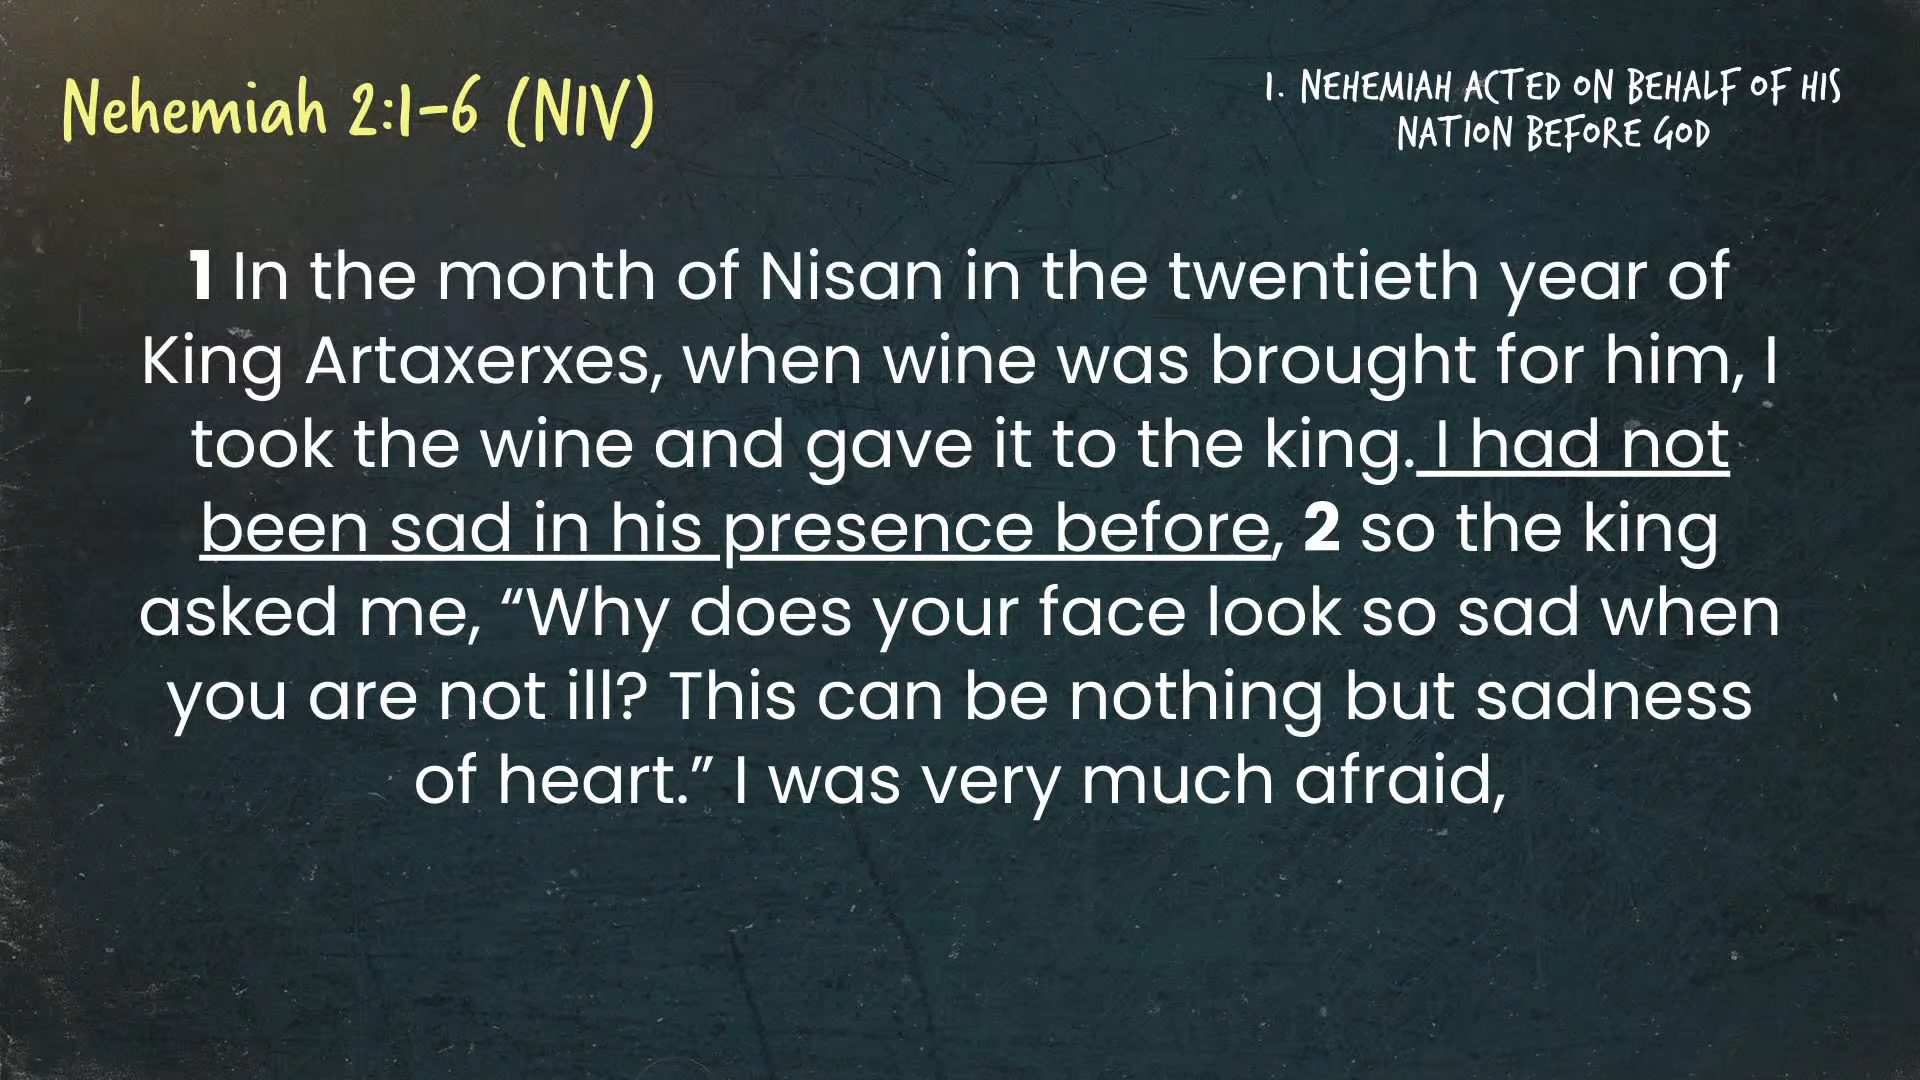 Nehemiah 2:1-6 (NIV)
1. NEHEMIAH ACTED ON BEHALF OF HIS
NATION BEFORE GOD
1 In the month of Nisan in the twentieth year of
King Artaxerxes, when wine was brought for him, I
took the wine and gave it to the king. I had not
been sad in his presence before, 2 so the king
asked me, “Why does your face look so sad when
you are not ill? This can be nothing but sadness
of heart.” I was very much afraid,